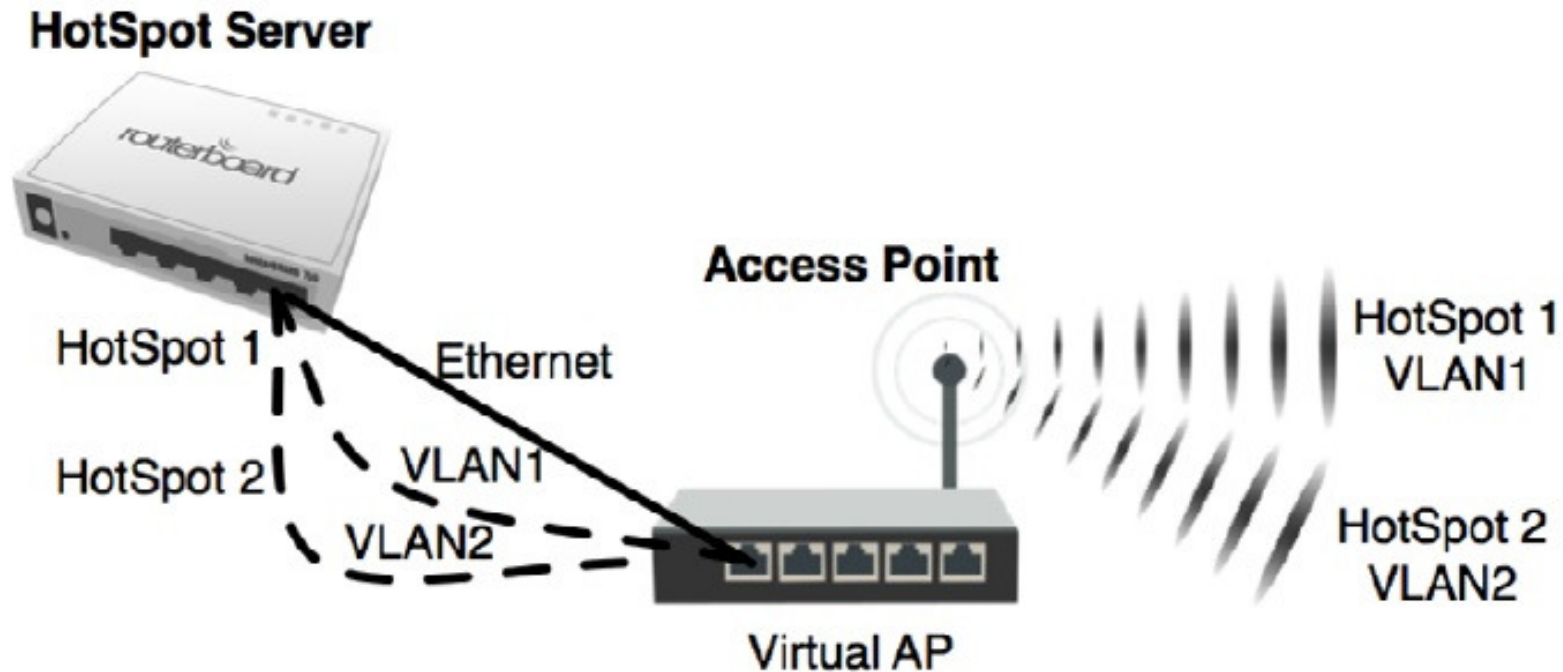 HotSpot Server
routerboard
Access Point
HotSpot 1
Ethernet
HotSpot 1
VLAN1
HotSpot 2
VLAN1
VLAN2
HotSpot 2
VLAN2
Virtual AP